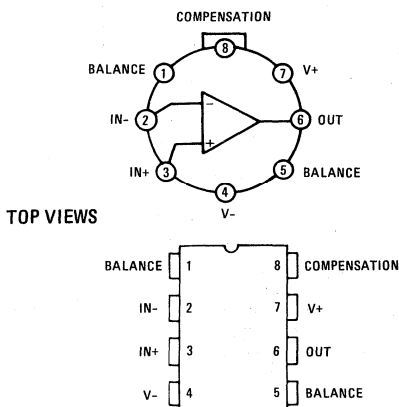 COMPENSATION
8
BALANCE 1 7 V+
IN- 2 - 6 OUT
+
IN+ 3 5 BALANCE
4
V-
TOP VIEWS
BALANCE 1 8 COMPENSATION
IN- 2 7 V+
IN+ 3 6 OUT
V- 4 5 BALANCE